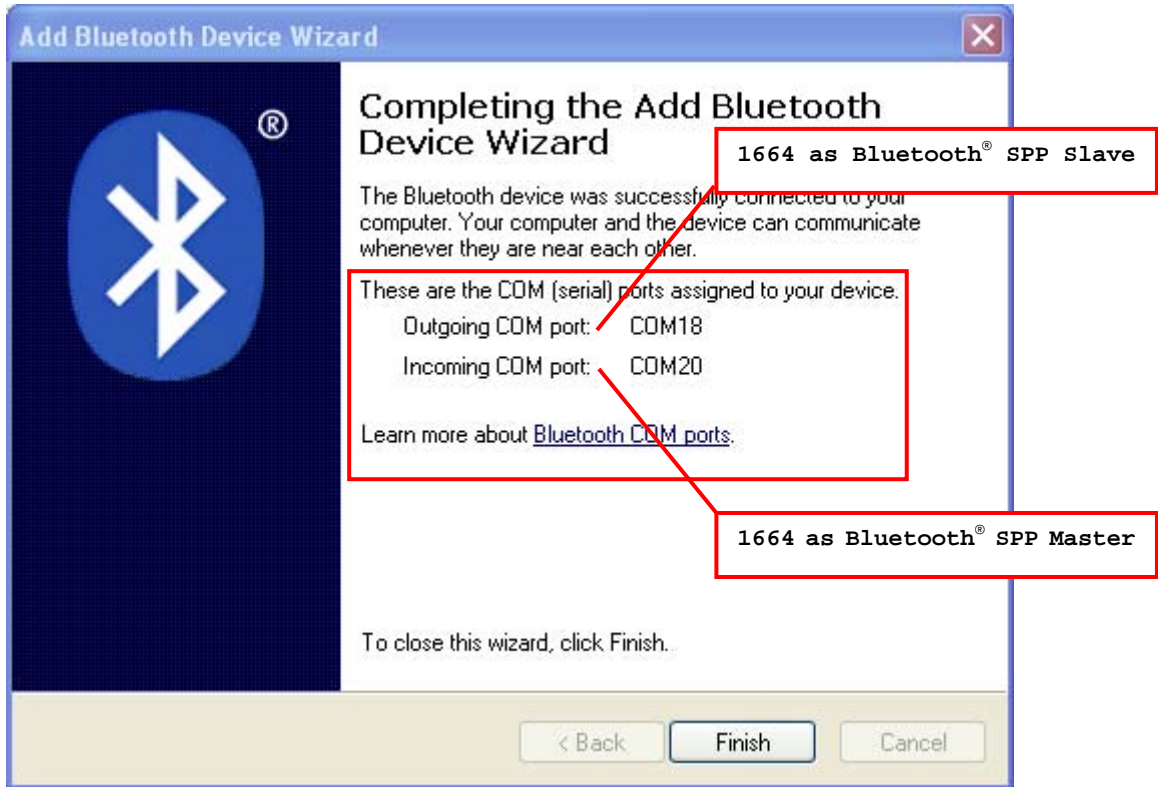 Add Bluetooth Device Wizard
®
Completing the Add Bluetooth
Device Wizard
1664 as Bluetooth® SPP Slave
The Bluetooth device was successfully connected to your
computer. Your computer and the device can communicate
whenever they are near each other.
These are the COM (serial) ports assigned to your device.
Outgoing COM port: COM18
Incoming COM port: COM20
Learn more about Bluetooth COM ports.
1664 as Bluetooth® SPP Master
To close this wizard, click Finish.
< Back Finish Cancel